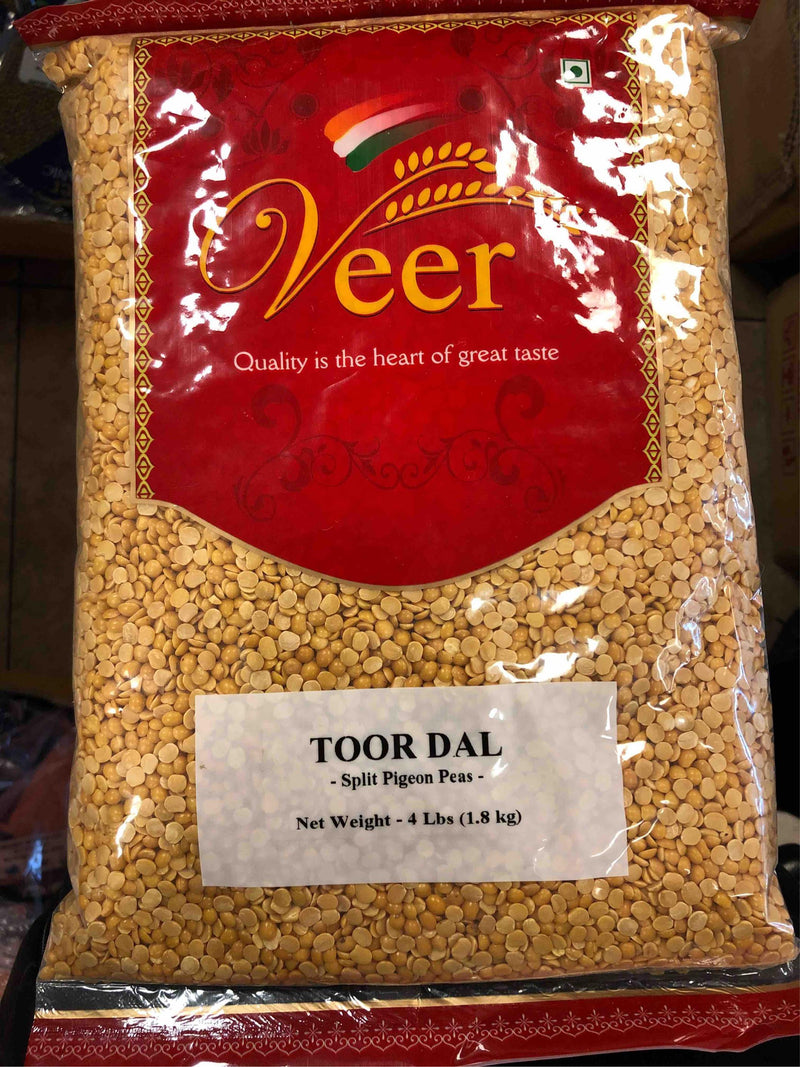 Veer
Quality is the heart of great taste
TOOR DAL
- Split Pigeon Peas -
Net Weight - 4 Lbs (1.8 kg)